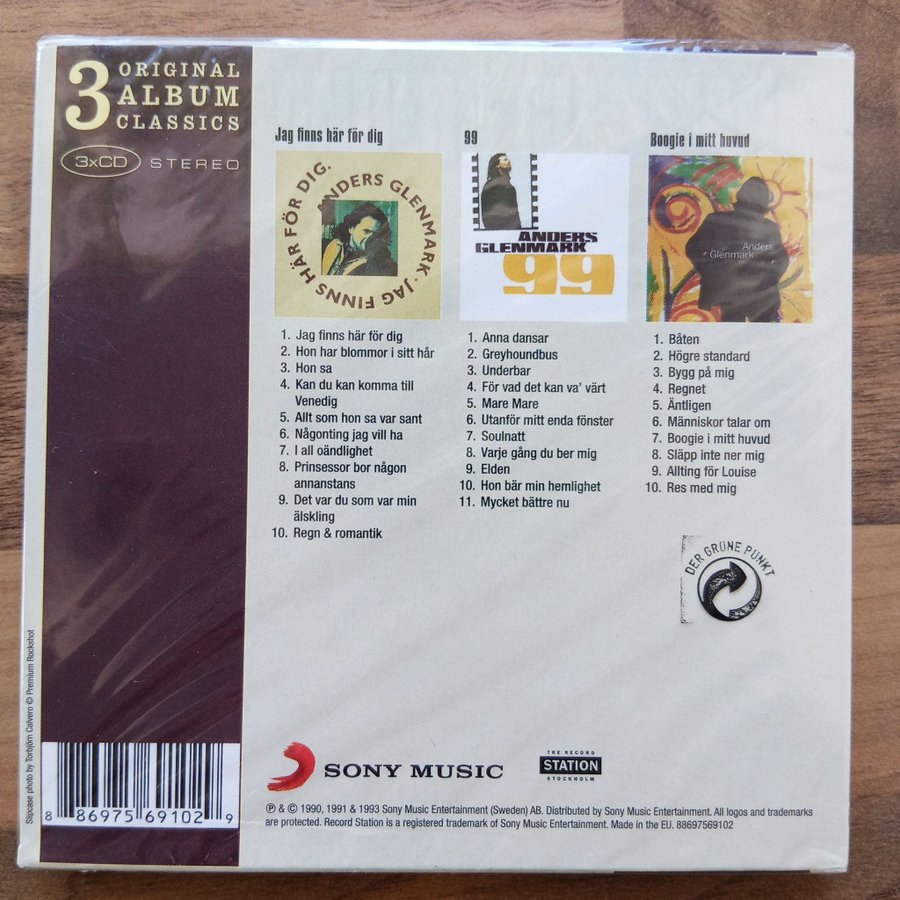 3 ORIGINAL
ALBUM
CLASSICS
3xCD STEREO
Jag finns här för dig
JAG FINNS HÄR FÖR DIG. ANDERS GLENMARK ·
1. Jag finns här för dig
2. Hon har blommor i sitt hår
3. Hon sa
4. Kan du kan komma till
Venedig
5. Allt som hon sa var sant
6. Någonting jag vill ha
7. I all oändlighet
8. Prinsessor bor någon
annanstans
9. Det var du som var min
älskling
10. Regn & romantik
99
ANDERS
GLENMARK
99
1. Anna dansar
2. Greyhoundbus
3. Underbar
4. För vad det kan va' värt
5. Mare Mare
6. Utanför mitt enda fönster
7. Soulnatt
8. Varje gång du ber mig
9. Elden
10. Hon bär min hemlighet
11. Mycket bättre nu
Boogie i mitt huvud
Anders
Glenmark
1. Båten
2. Högre standard
3. Bygg på mig
4. Regnet
5. Äntligen
6. Människor talar om
7. Boogie i mitt huvud
8. Släpp inte ner mig
9. Allting för Louise
10. Res med mig
DER GRÜNE PUNKT
Slipcase photo by Torbjörn Calvero © Premium Rockshot
8 86975 69102 9
SONY MUSIC
THE RECORD
STATION
STOCKHOLM
℗ & © 1990, 1991 & 1993 Sony Music Entertainment (Sweden) AB. Distributed by Sony Music Entertainment. All logos and trademarks
are protected. Record Station is a registered trademark of Sony Music Entertainment. Made in the EU. 88697569102